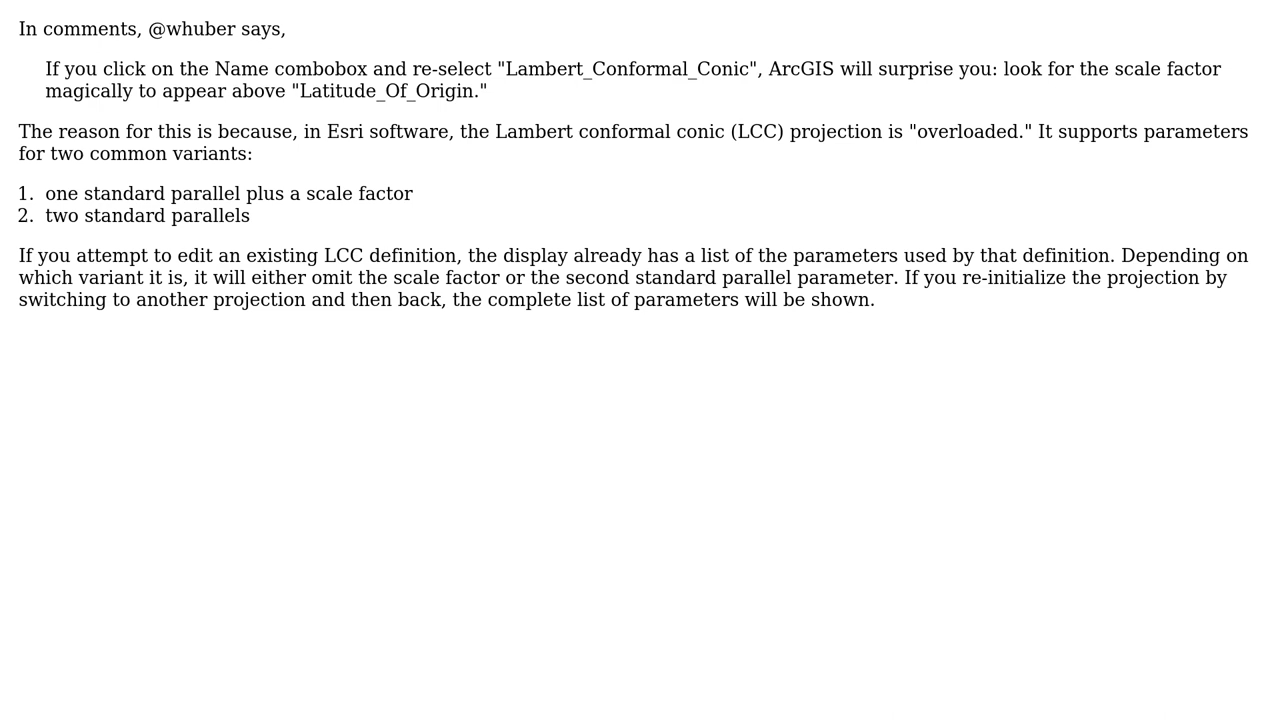 In comments, @whuber says,
If you click on the Name combobox and re-select "Lambert_Conformal_Conic", ArcGIS will surprise you: look for the scale factor
magically to appear above "Latitude_Of_Origin."
The reason for this is because, in Esri software, the Lambert conformal conic (LCC) projection is "overloaded." It supports parameters
for two common variants:
1. one standard parallel plus a scale factor
2. two standard parallels
If you attempt to edit an existing LCC definition, the display already has a list of the parameters used by that definition. Depending on
which variant it is, it will either omit the scale factor or the second standard parallel parameter. If you re-initialize the projection by
switching to another projection and then back, the complete list of parameters will be shown.